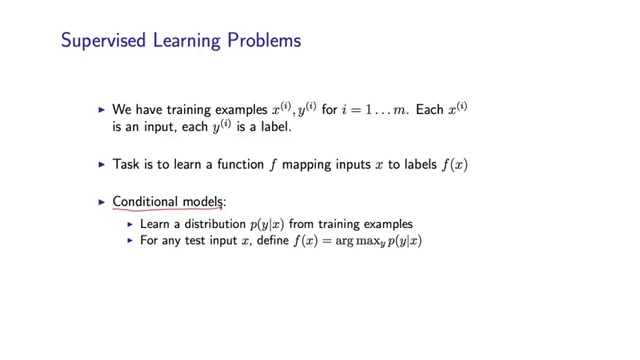 Supervised Learning Problems
▶ We have training examples x^(i), y^(i) for i = 1 . . . m. Each x^(i)
is an input, each y^(i) is a label.
▶ Task is to learn a function f mapping inputs x to labels f(x)
▶ Conditional models:
▶ Learn a distribution p(y|x) from training examples
▶ For any test input x, define f(x) = arg max_y p(y|x)